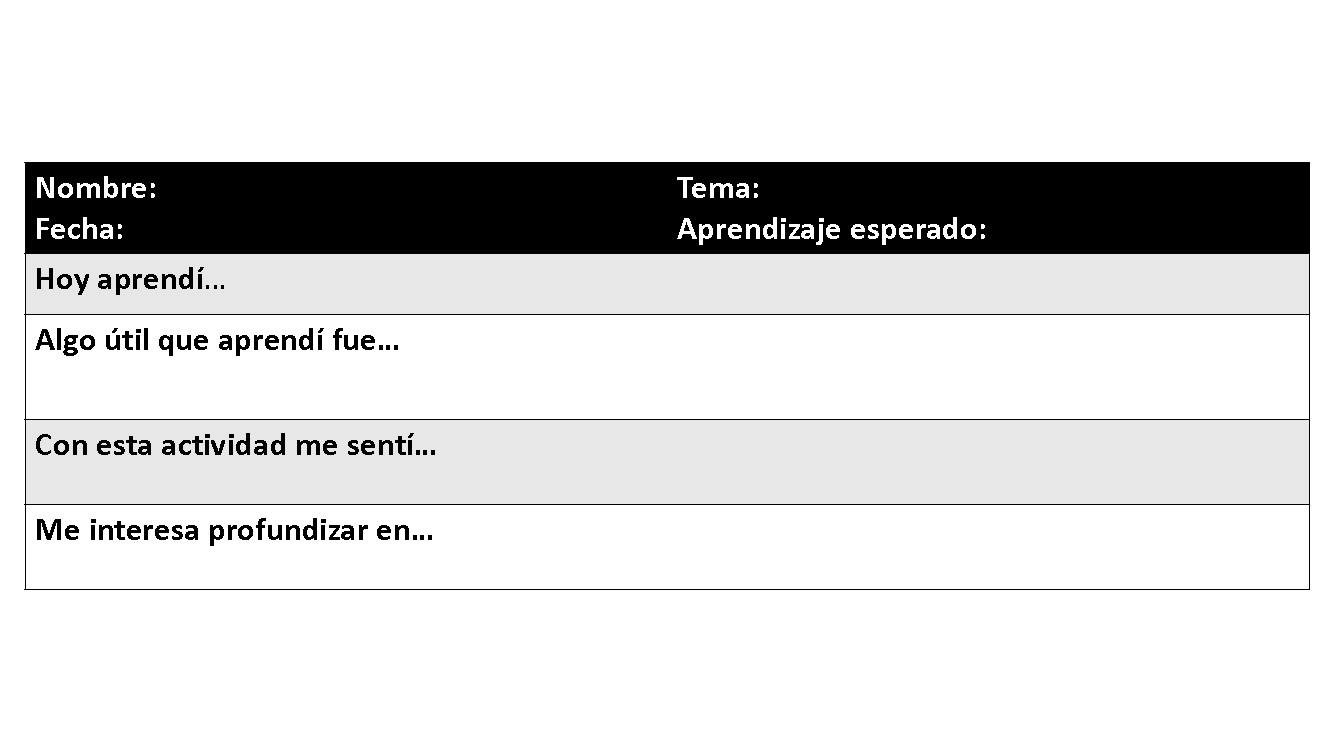 Nombre:
Fecha:
Tema:
Aprendizaje esperado:
Hoy aprendí...
Algo útil que aprendí fue...
Con esta actividad me sentí...
Me interesa profundizar en...